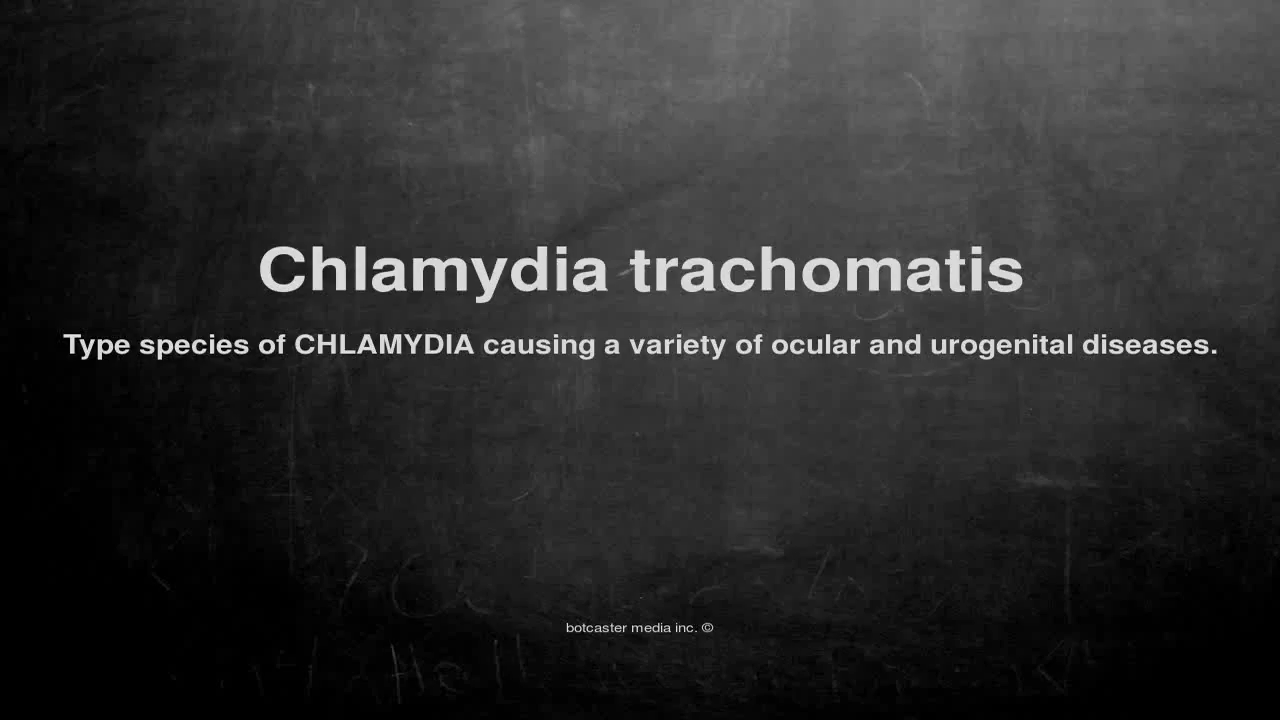 Chlamydia trachomatis
Type species of CHLAMYDIA causing a variety of ocular and urogenital diseases.
botcaster media inc. ©